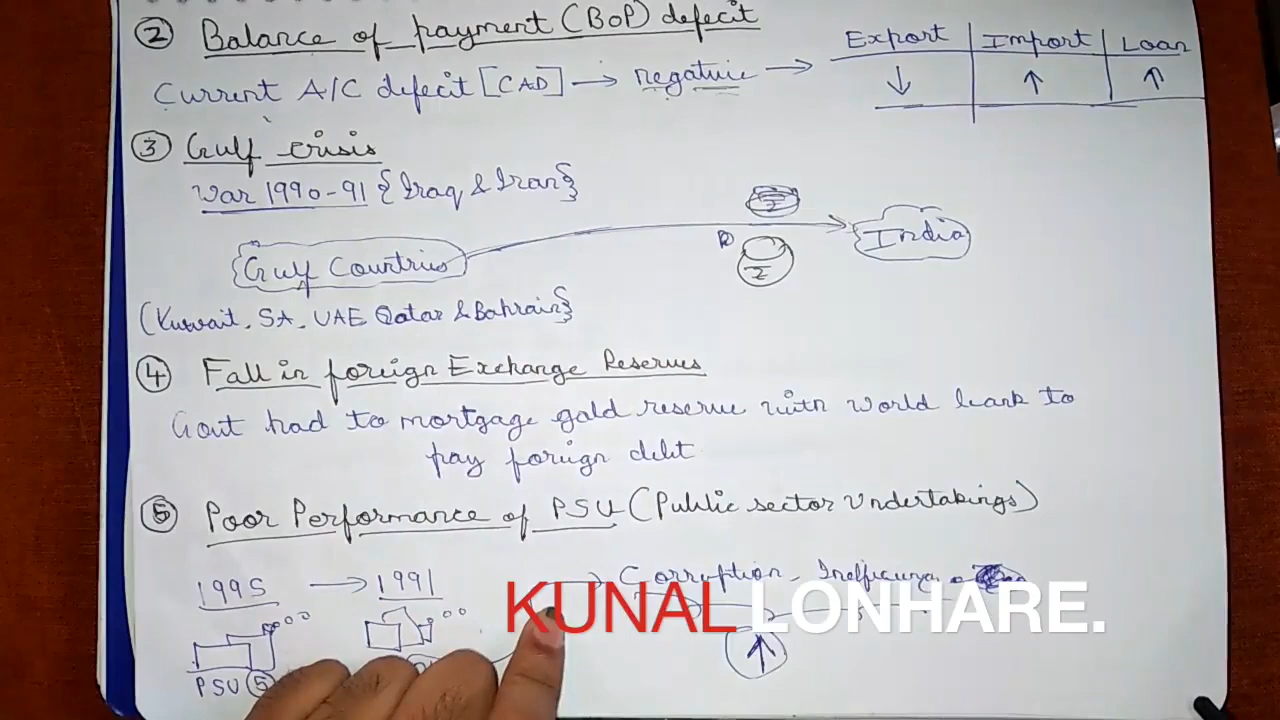 ② Balance of payment (BoP) defecit
Export Import Loan
Current A/C defecit [CAD] → negative → ↓ ↑ ↑
③ Gulf crisis
War 1990-91 {Iraq & Iran}
Gulf Countries → India
(Kuwait, SA, UAE Qatar & Bahrain}
④ Fall in foreign Exchange Reserves
Govt had to mortgage gold reserve with world bank to
pay foreign debt
⑤ Poor Performance of PSU (Public sector Undertakings)
1995 → 1991 → Corruption,
KUNAL LONHARE.
PSU ⑤ ↑